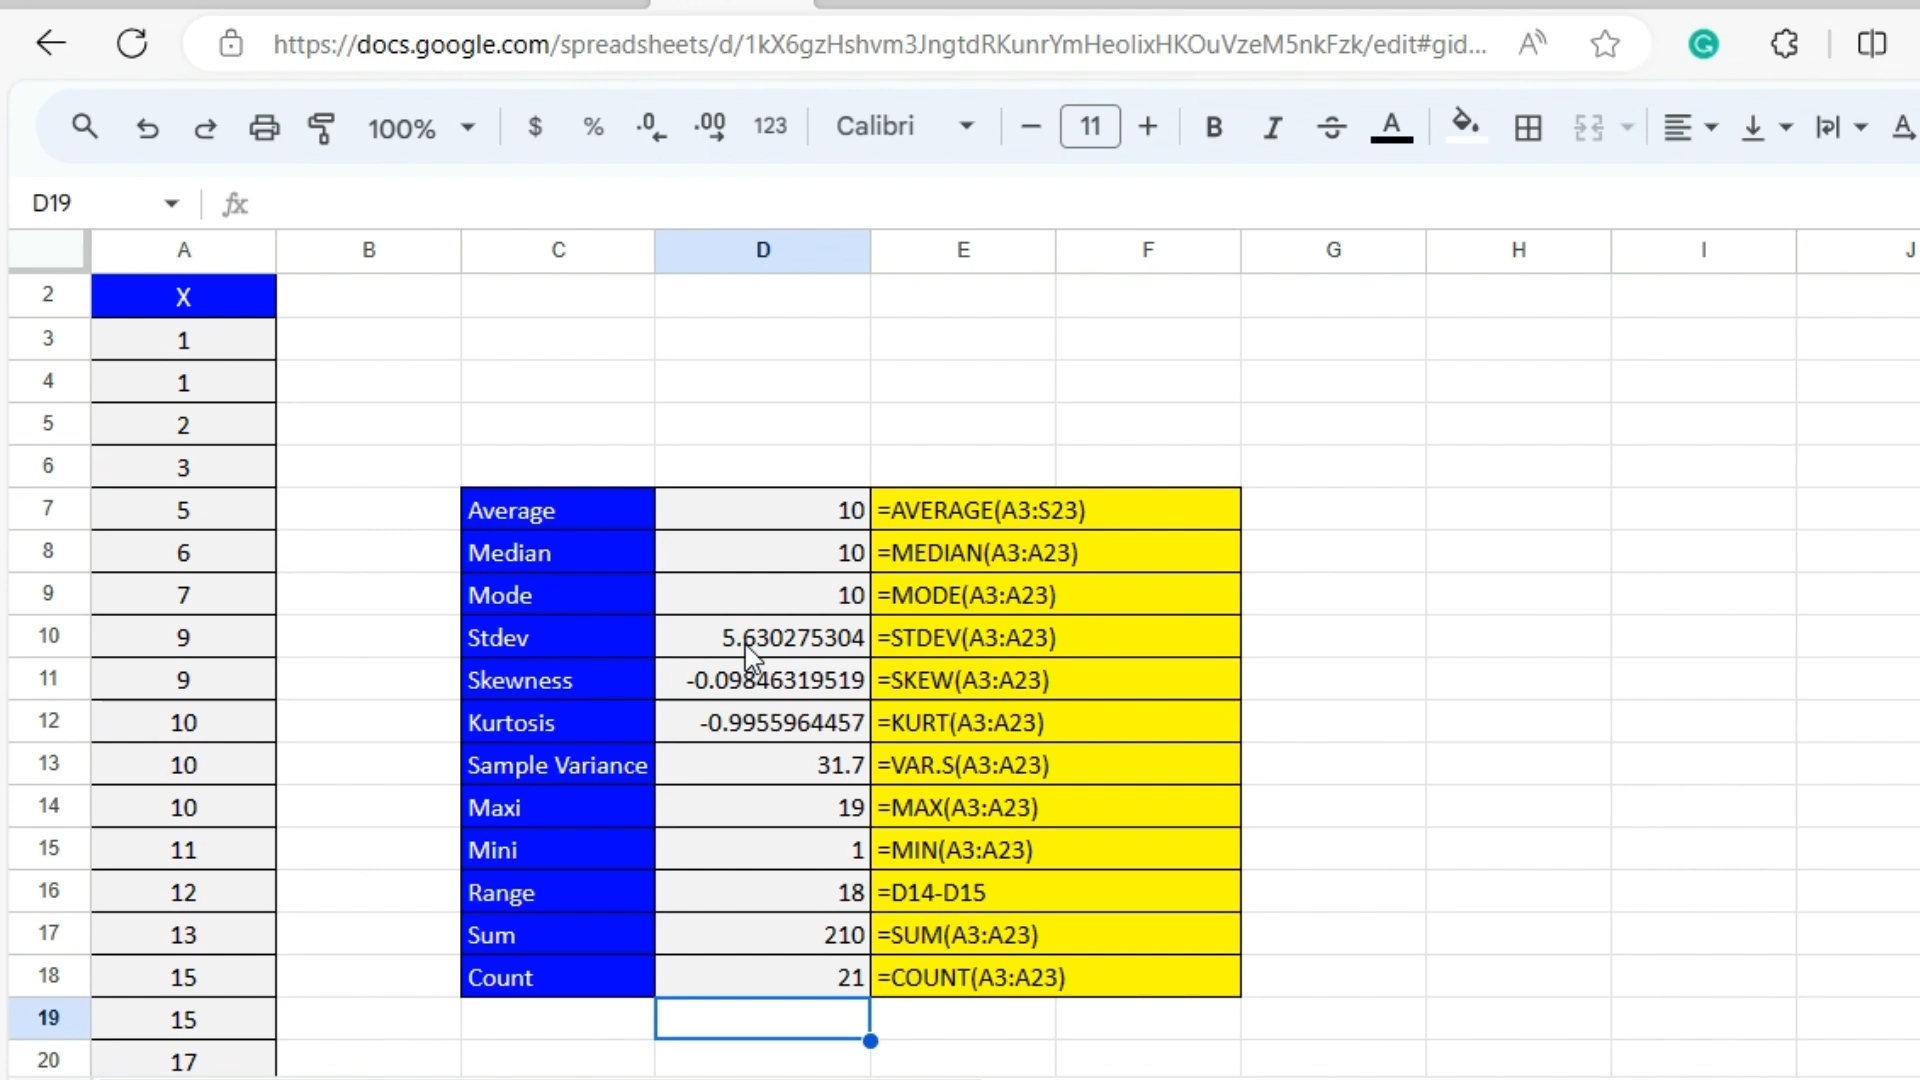 https://docs.google.com/spreadsheets/d/1kX6gzHshvm3JngtdRKunrYmHeolixHKOuVzeM5nkFzk/edit#gid...
100% $ % .0 .00 123 Calibri 11 B I A
D19 fx
A B C D E F G H I J
2 X
3 1
4 1
5 2
6 3
7 5 Average 10 =AVERAGE(A3:S23)
8 6 Median 10 =MEDIAN(A3:A23)
9 7 Mode 10 =MODE(A3:A23)
10 9 Stdev 5.630275304 =STDEV(A3:A23)
11 9 Skewness -0.09846319519 =SKEW(A3:A23)
12 10 Kurtosis -0.9955964457 =KURT(A3:A23)
13 10 Sample Variance 31.7 =VAR.S(A3:A23)
14 10 Maxi 19 =MAX(A3:A23)
15 11 Mini 1 =MIN(A3:A23)
16 12 Range 18 =D14-D15
17 13 Sum 210 =SUM(A3:A23)
18 15 Count 21 =COUNT(A3:A23)
19 15
20 17